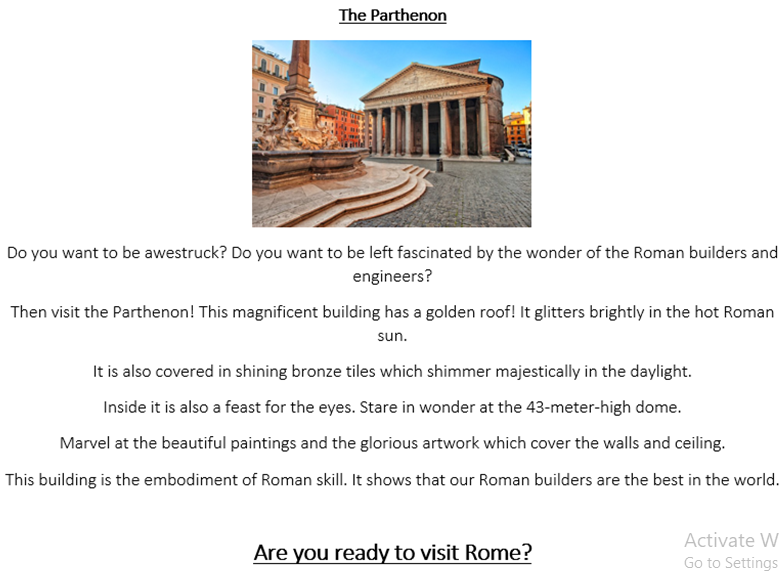 The Parthenon
Do you want to be awestruck? Do you want to be left fascinated by the wonder of the Roman builders and
engineers?
Then visit the Parthenon! This magnificent building has a golden roof! It glitters brightly in the hot Roman
sun.
It is also covered in shining bronze tiles which shimmer majestically in the daylight.
Inside it is also a feast for the eyes. Stare in wonder at the 43-meter-high dome.
Marvel at the beautiful paintings and the glorious artwork which cover the walls and ceiling.
This building is the embodiment of Roman skill. It shows that our Roman builders are the best in the world.
Are you ready to visit Rome?
Activate W
Go to Settings